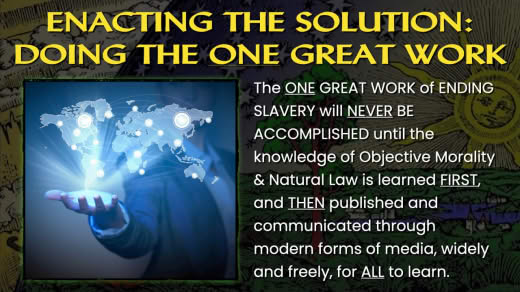 ENACTING THE SOLUTION:
DOING THE ONE GREAT WORK
The ONE GREAT WORK of ENDING
SLAVERY will NEVER BE
ACCOMPLISHED until the
knowledge of Objective Morality
& Natural Law is learned FIRST,
and THEN published and
communicated through
modern forms of media, widely
and freely, for ALL to learn.